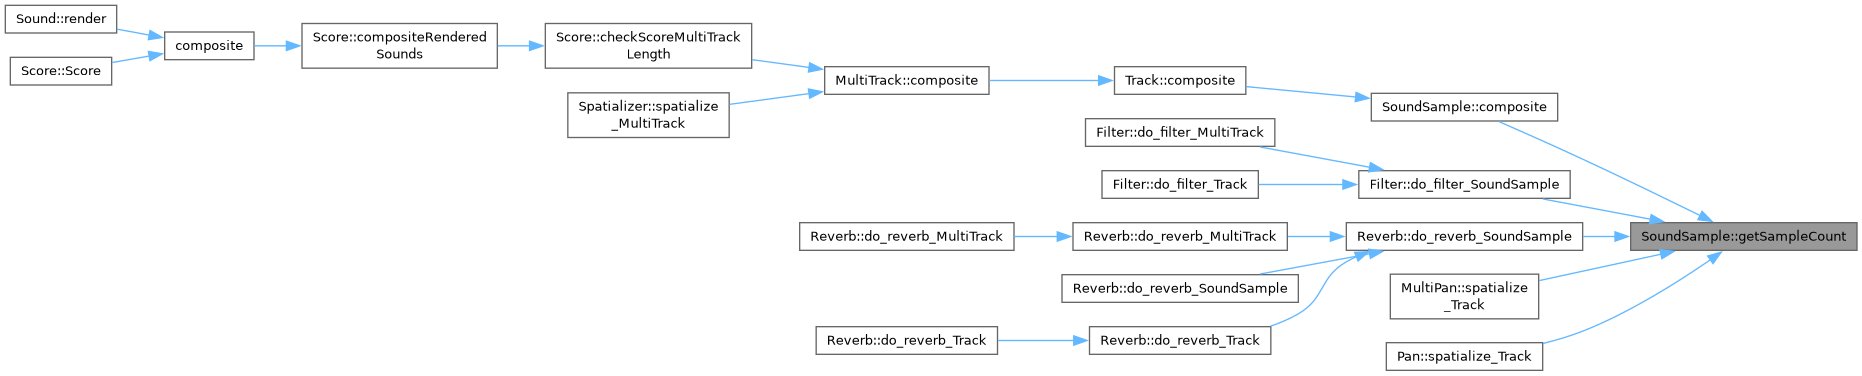 Sound::render
Score::Score
composite
Score::compositeRendered
Sounds
Score::checkScoreMultiTrack
Length
Spatializer::spatialize
_MultiTrack
MultiTrack::composite
Track::composite
SoundSample::composite
Filter::do_filter_MultiTrack
Filter::do_filter_Track
Filter::do_filter_SoundSample
Reverb::do_reverb_MultiTrack
Reverb::do_reverb_MultiTrack
Reverb::do_reverb_SoundSample
SoundSample::getSampleCount
Reverb::do_reverb_SoundSample
MultiPan::spatialize
_Track
Reverb::do_reverb_Track
Reverb::do_reverb_Track
Pan::spatialize_Track